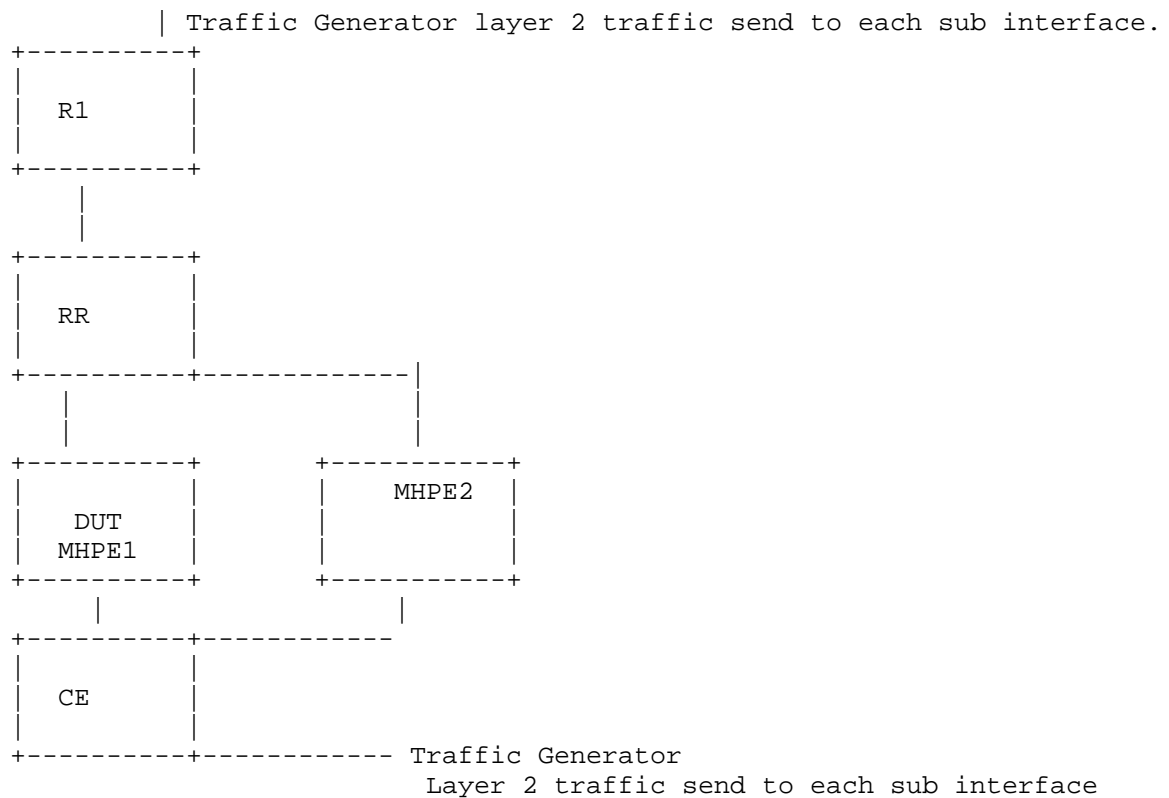 Traffic Generator layer 2 traffic send to each sub interface.
R1
RR
MHPE2
DUT
MHPE1
CE
Traffic Generator
Layer 2 traffic send to each sub interface